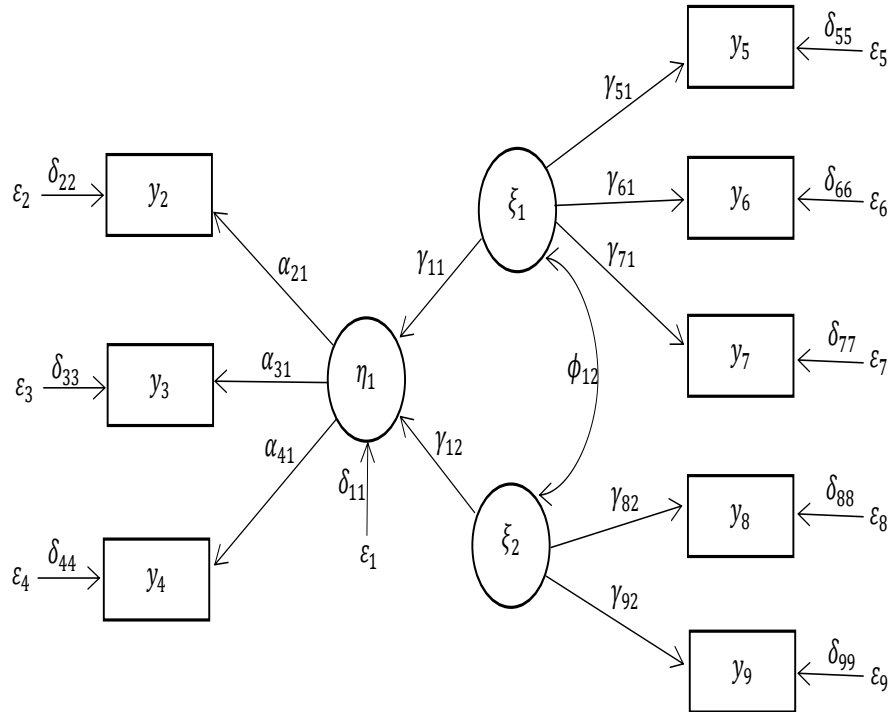 y₅
δ₅₅
ε₅
γ₅₁
ε₂
δ₂₂
y₂
ξ₁
γ₆₁
y₆
δ₆₆
ε₆
α₂₁
γ₁₁
γ₇₁
y₇
δ₇₇
ε₇
ε₃
δ₃₃
y₃
α₃₁
η₁
ϕ₁₂
α₄₁
γ₁₂
δ₁₁
ε₁
ξ₂
γ₈₂
y₈
δ₈₈
ε₈
ε₄
δ₄₄
y₄
γ₉₂
y₉
δ₉₉
ε₉